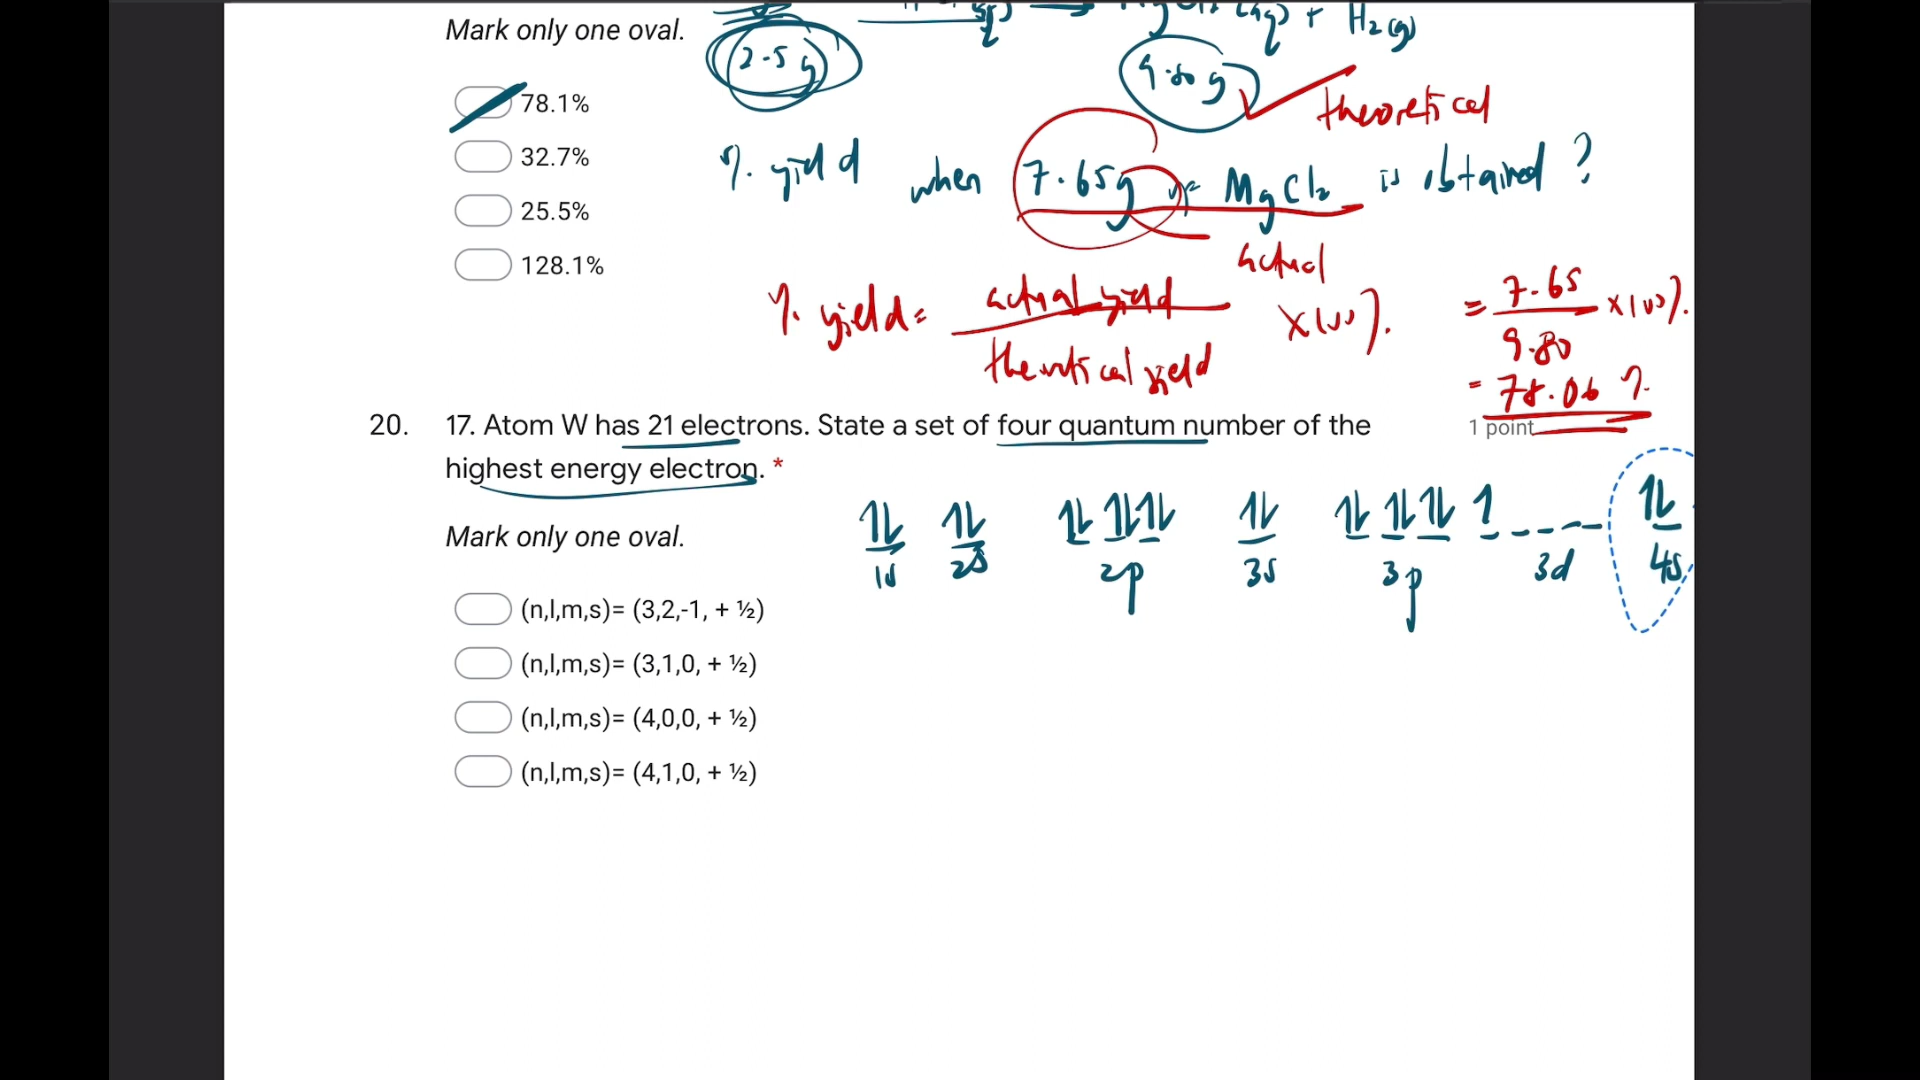 Mark only one oval.
(aq) + H₂(g)
2.5 g
9.80 g
78.1%
theoretical
32.7%
%. yield when 7.65g of MgCl₂ is obtained ?
25.5%
actual
128.1%
%. yield = actual yield / theoretical yield × 100 %.
= 7.65 / 9.80 × 100 %.
= 78.06 %.
20. 17. Atom W has 21 electrons. State a set of four quantum number of the
1 point
highest energy electron. *
Mark only one oval.
1s 2s 2p 3s 3p 3d 4s
(n,l,m,s)= (3,2,-1, + ½)
(n,l,m,s)= (3,1,0, + ½)
(n,l,m,s)= (4,0,0, + ½)
(n,l,m,s)= (4,1,0, + ½)